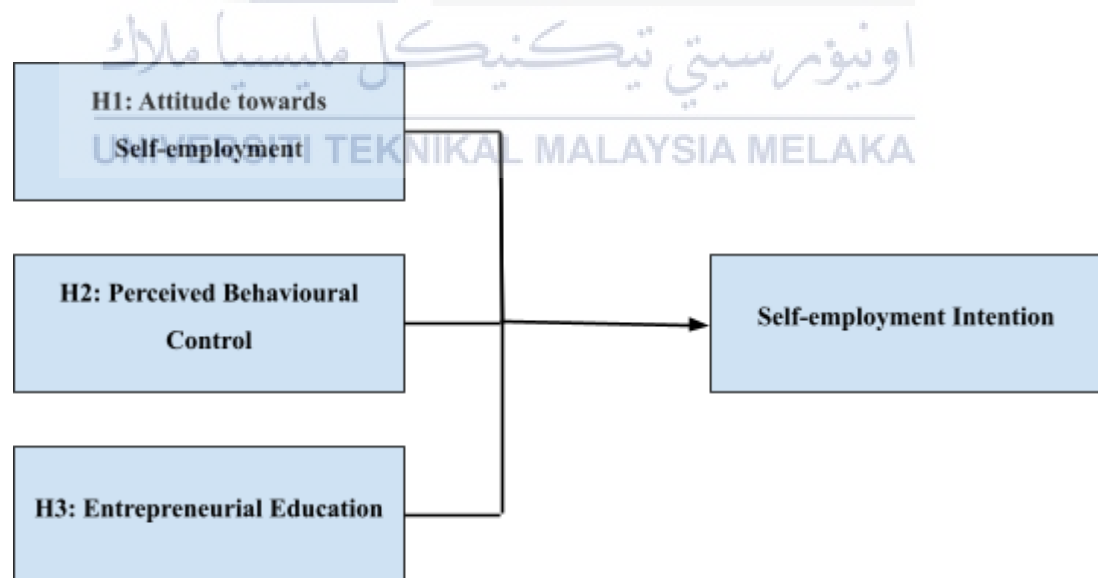 اونيۏرسيتي تيكنيكل مليسيا ملاك
UNIVERSITI TEKNIKAL MALAYSIA MELAKA
H1: Attitude towards
Self-employment
H2: Perceived Behavioural
Control
H3: Entrepreneurial Education
Self-employment Intention